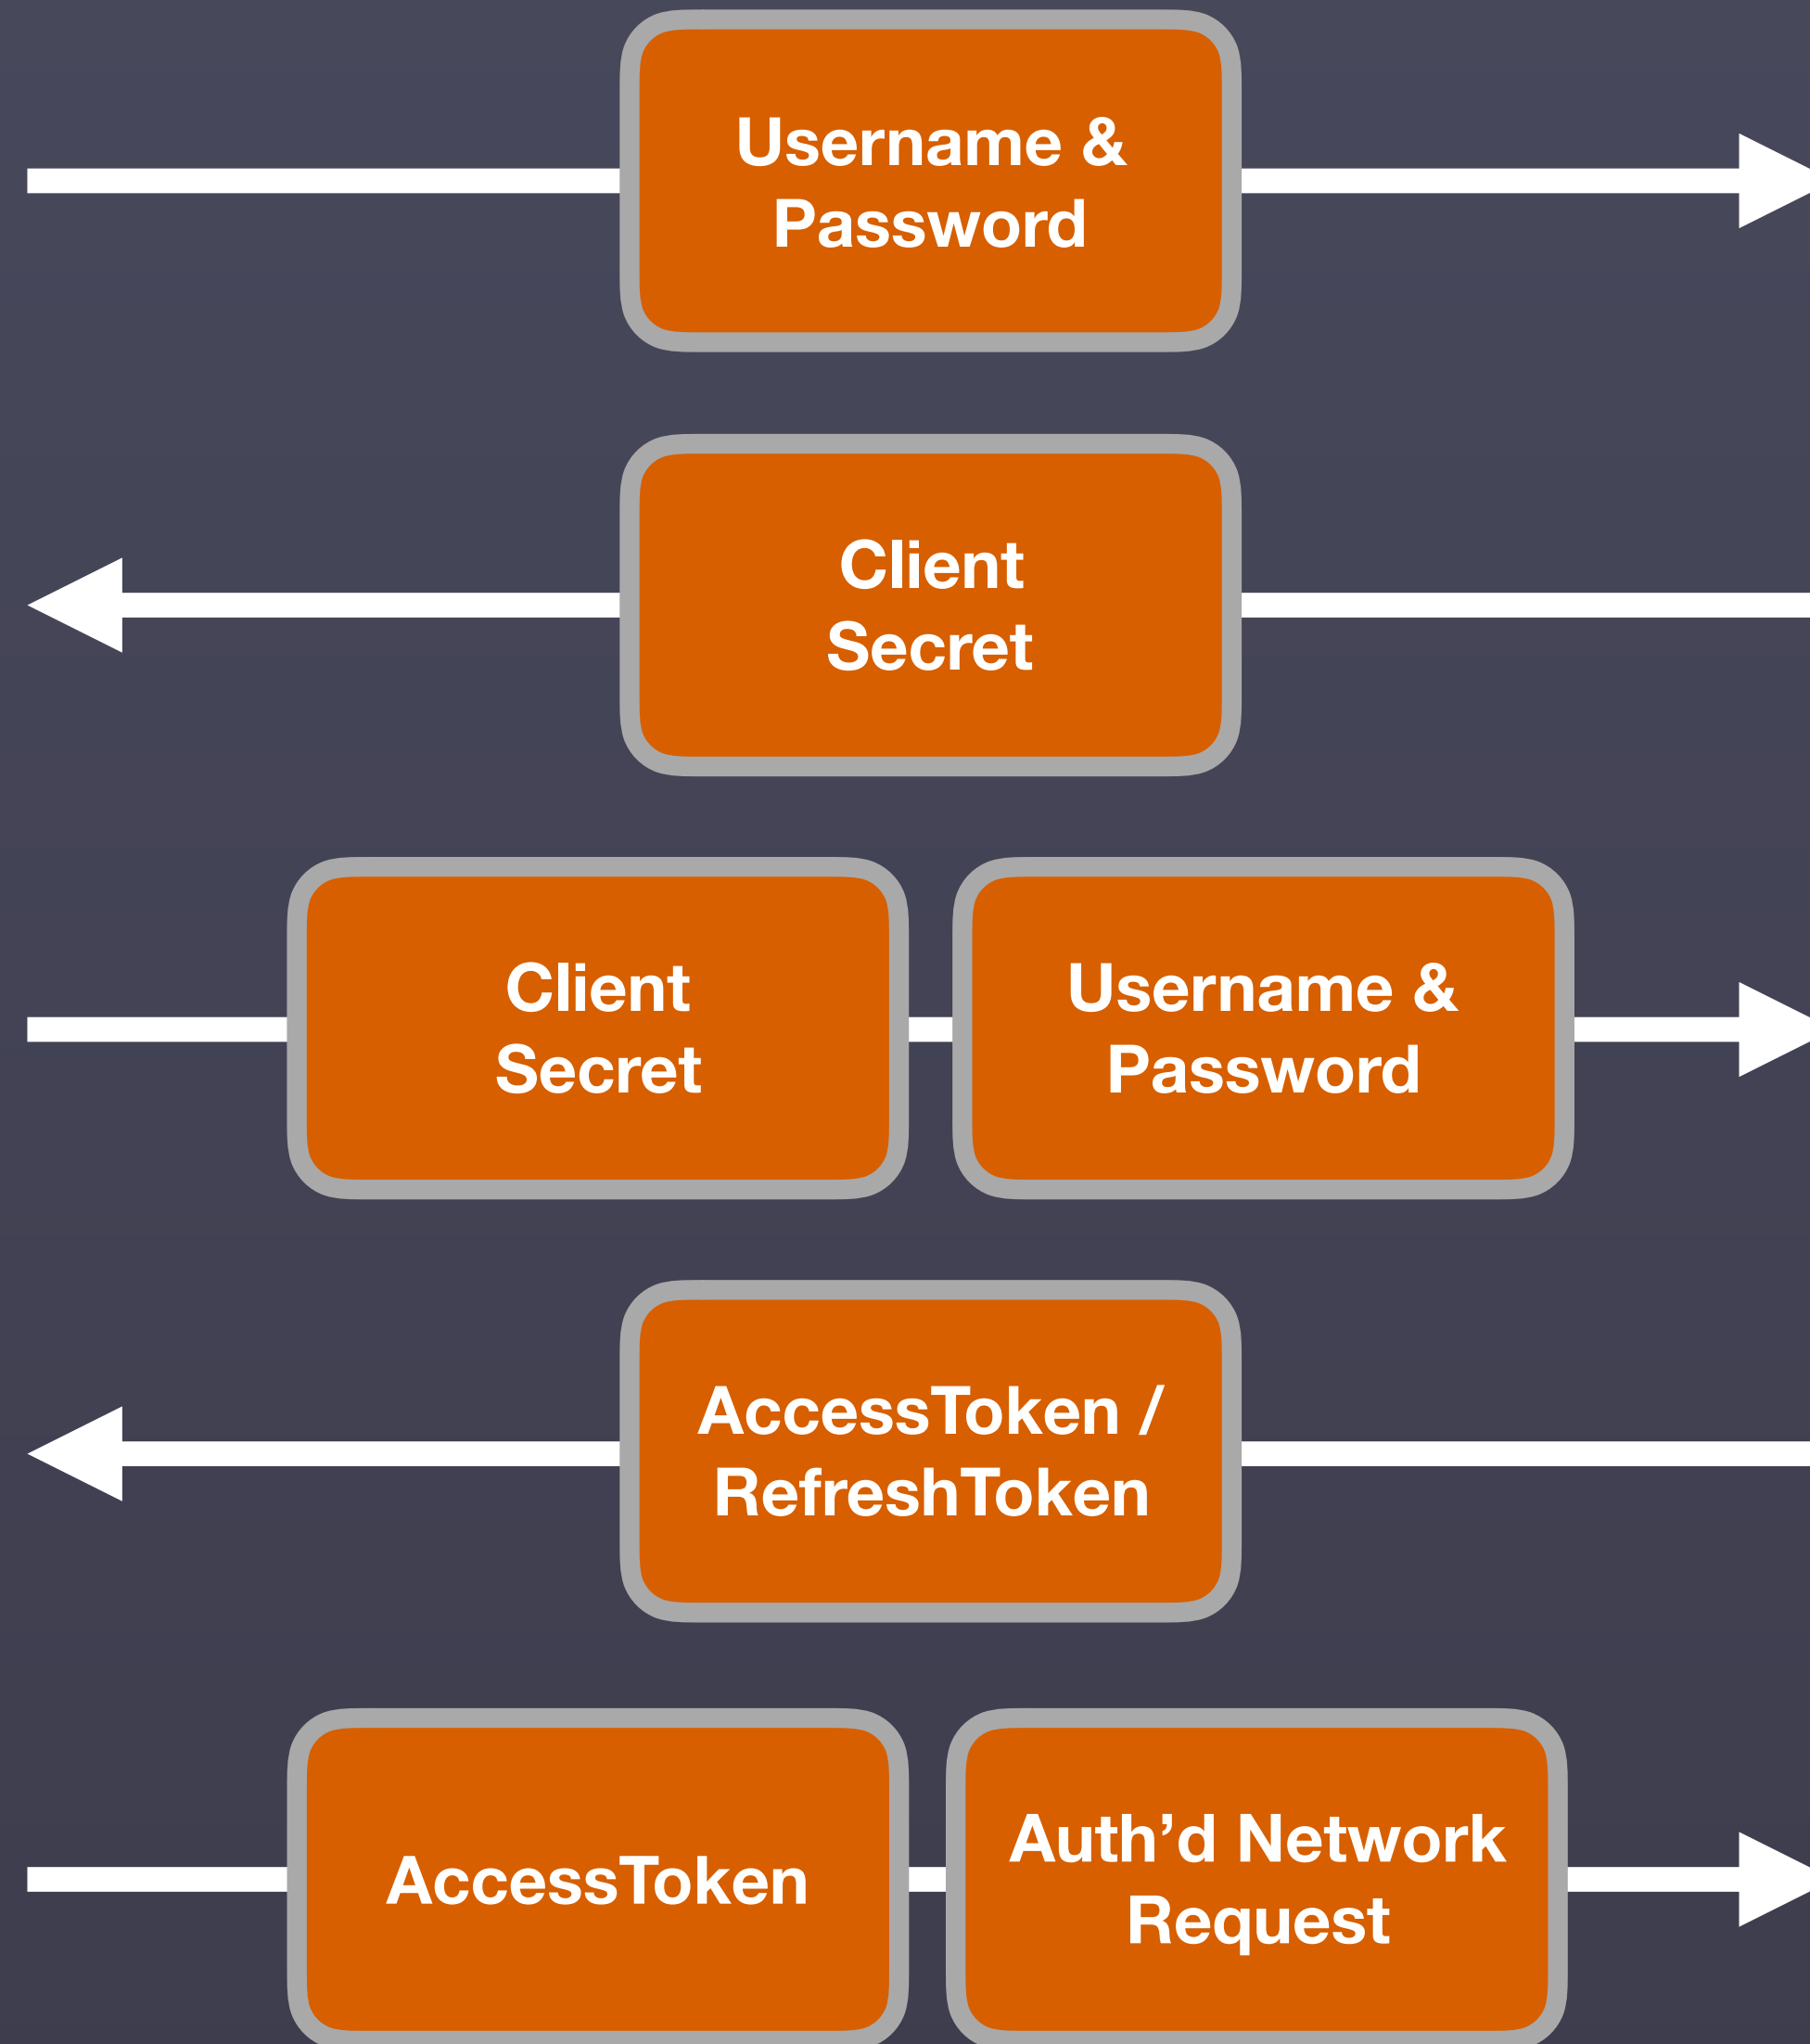 Username &
Password
Client
Secret
Client
Secret
Username &
Password
AccessToken /
RefreshToken
AccessToken
Auth’d Network
Request